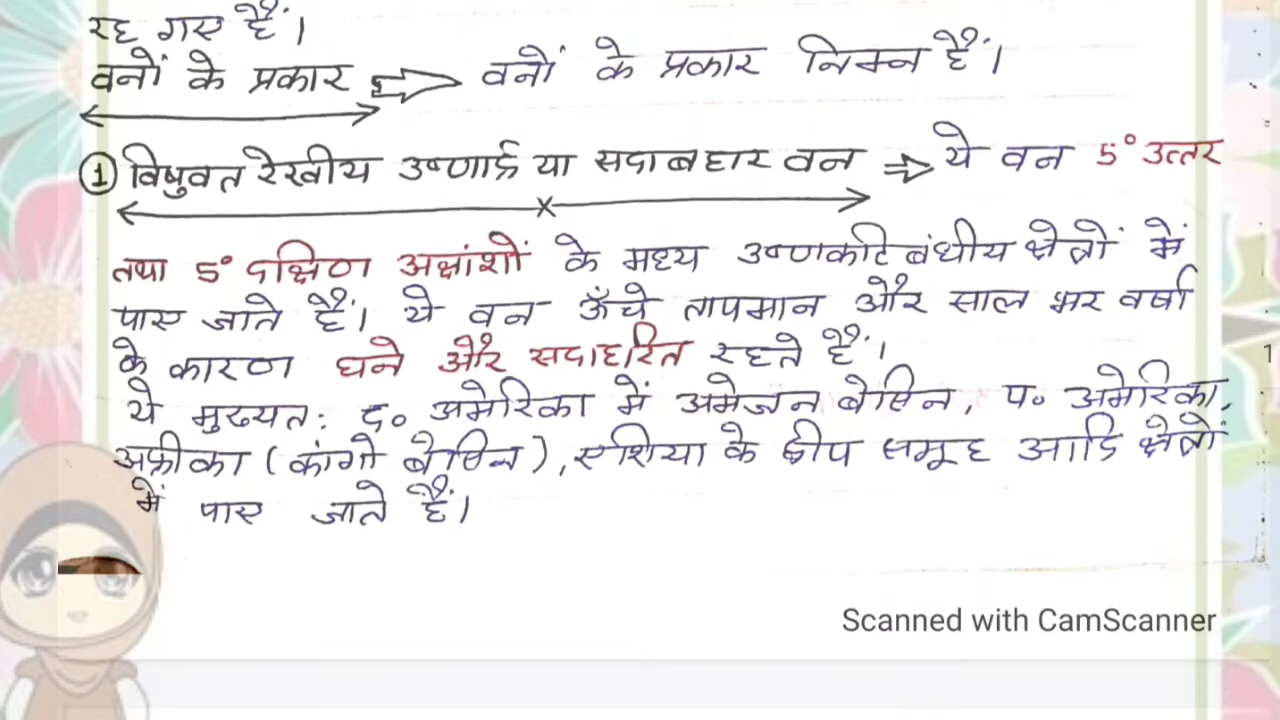 रह गए हैं।
वनों के प्रकार ⇒ वनों के प्रकार निम्न हैं।
① विषुवत रेखीय उष्णार्द्र या सदाबहार वन ⇒ ये वन 5° उत्तर
तथा 5° दक्षिण अक्षांशों के मध्य उष्णकटिबंधीय क्षेत्रों में
पाए जाते हैं। ये वन ऊँचे तापमान और साल भर वर्षा
के कारण घने और सदाहरित रहते हैं।
ये मुख्यत: द० अमेरिका में अमेजन बेसिन, प० अमेरिका,
अफ्रीका (कांगो बेसिन), एशिया के द्वीप समूह आदि क्षेत्रों
में पाए जाते हैं।
1
Scanned with CamScanner